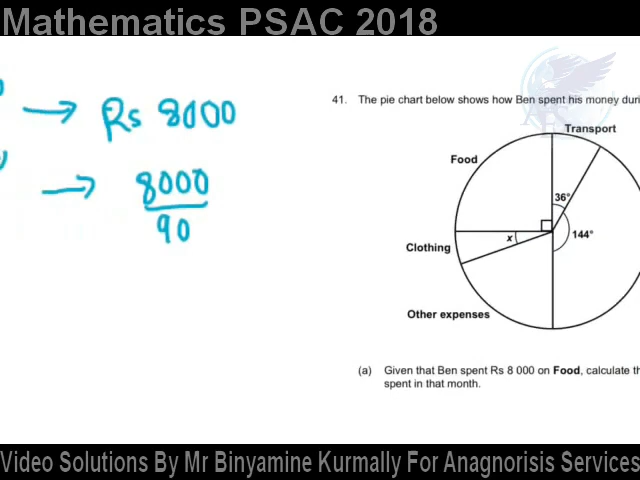 Mathematics PSAC 2018
→ Rs 8000
→ 8000
90
41. The pie chart below shows how Ben spent his money
Transport
Food
36°
144°
x
Clothing
Other expenses
(a) Given that Ben spent Rs 8 000 on Food, calculate
spent in that month.
Video Solutions By Mr Binyamine Kurmally For Anagnorisis Services